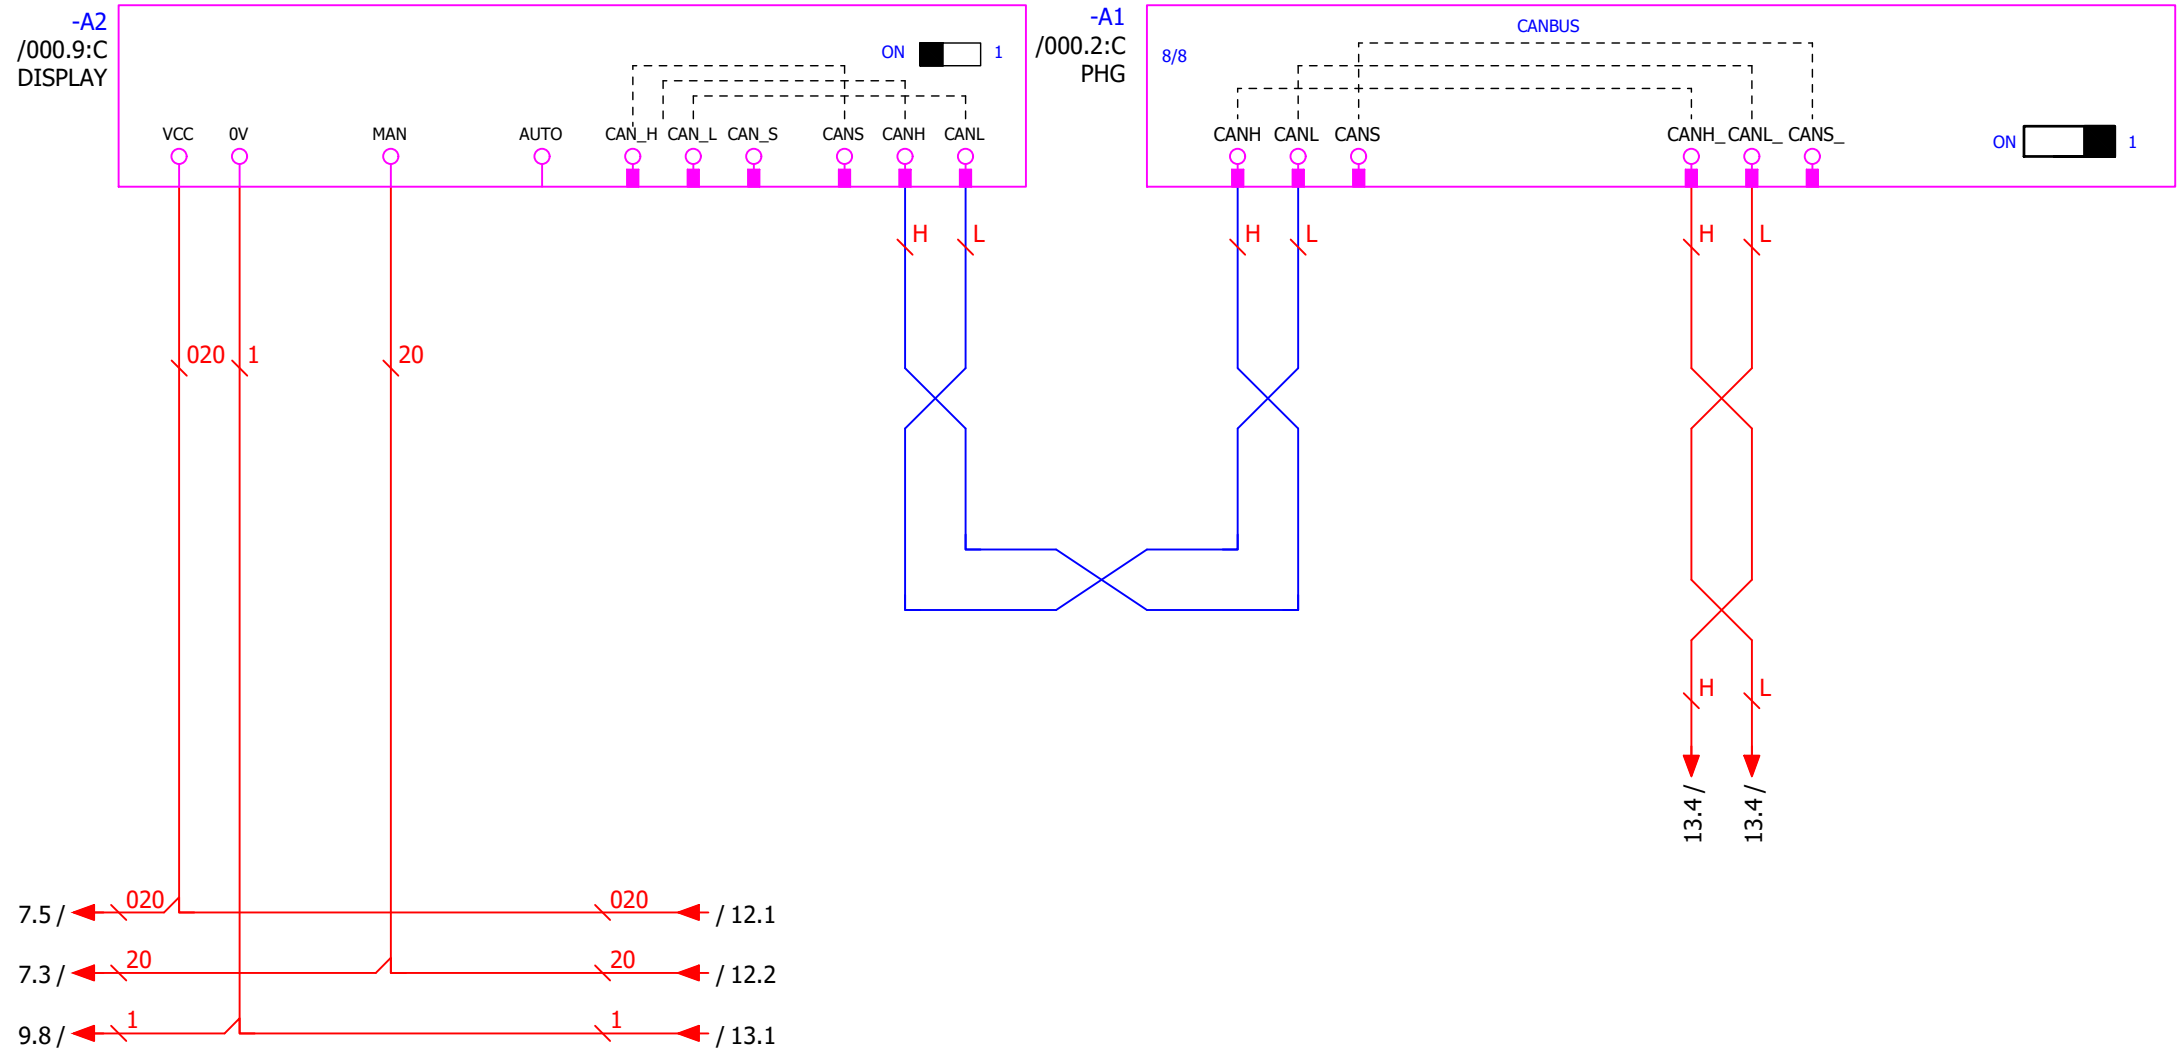 -A2
/000.9:C
DISPLAY
ON 1
VCC 0V MAN AUTO CAN_H CAN_L CAN_S CANS CANH CANL
-A1
/000.2:C
PHG
8/8
CANBUS
CANH CANL CANS CANH_ CANL_ CANS_
ON 1
H L H L H L
020 1 20
H L
13.4 / 13.4 /
7.5 / 020 020 / 12.1
7.3 / 20 20 / 12.2
9.8 / 1 1 / 13.1